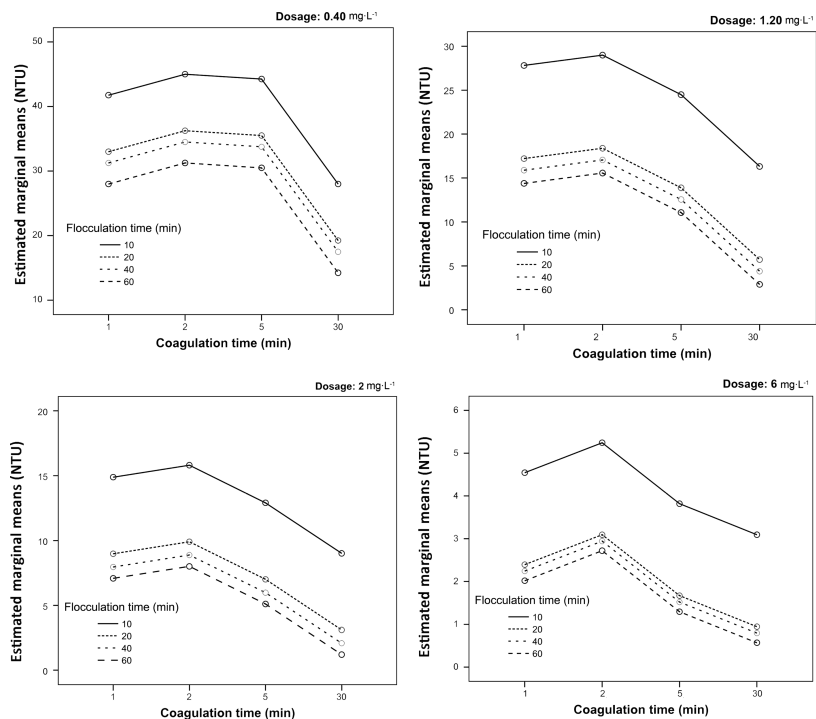 Dosage: 0.40 mg·L-1
Estimated marginal means (NTU)
50
40
30
20
10
Flocculation time (min)
10
20
40
60
1 2 5 30
Coagulation time (min)
Dosage: 1.20 mg·L-1
Estimated marginal means (NTU)
30
25
20
15
10
5
0
Flocculation time (min)
10
20
40
60
1 2 5 30
Coagulation time (min)
Dosage: 2 mg·L-1
Estimated marginal means (NTU)
20
15
10
5
0
Flocculation time (min)
10
20
40
60
1 2 5 30
Coagulation time (min)
Dosage: 6 mg·L-1
Estimated marginal means (NTU)
6
5
4
3
2
1
0
Flocculation time (min)
10
20
40
60
1 2 5 30
Coagulation time (min)